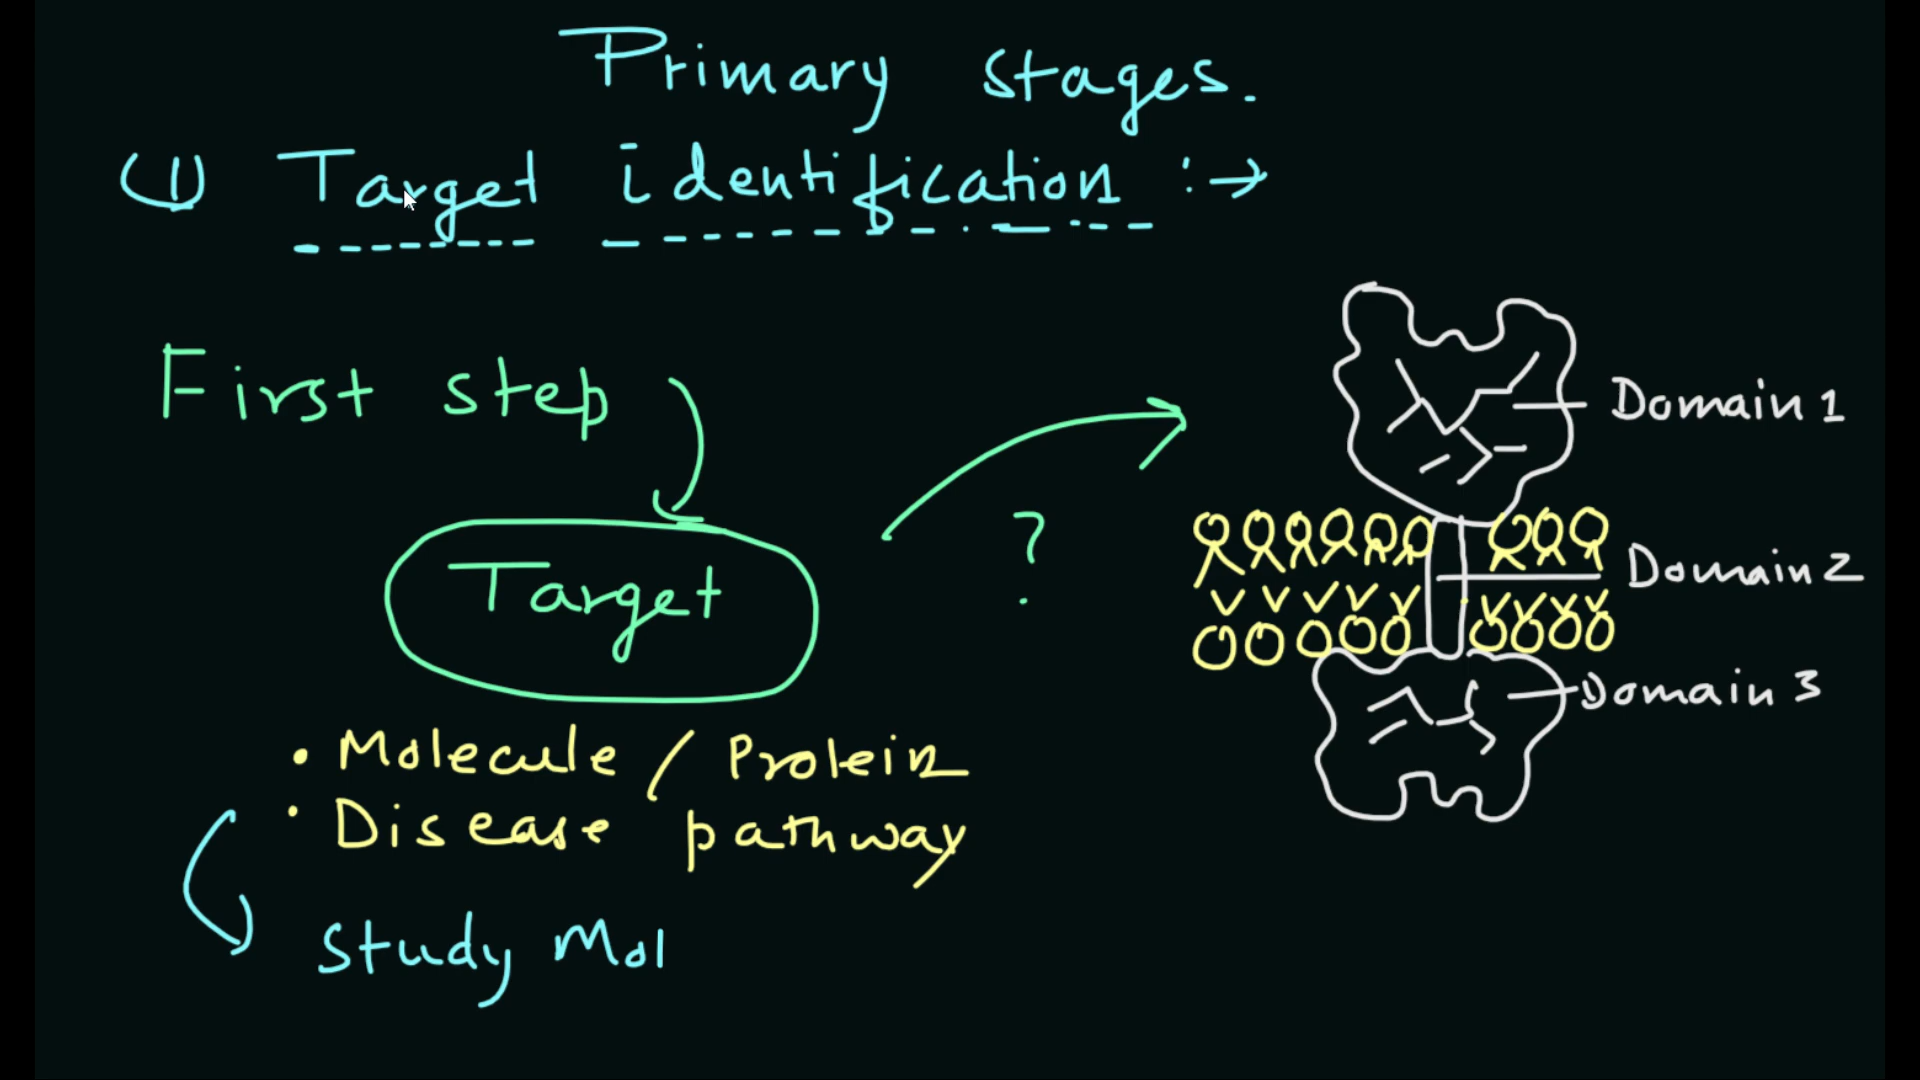 Primary stages.
(1) Target identification :→
First step
Target
?
• Molecule / Protein
• Disease pathway
Study Mol
Domain 1
Domain 2
Domain 3